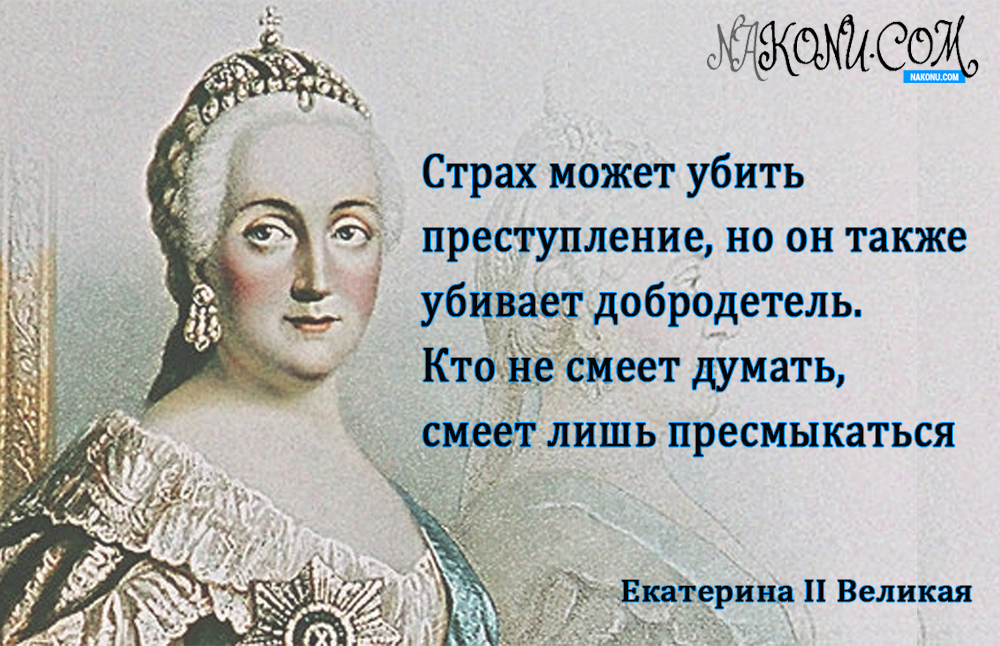 NAKONU.COM
NAKONU.COM
Страх может убить
преступление, но он также
убивает добродетель.
Кто не смеет думать,
смеет лишь пресмыкаться
Екатерина II Великая